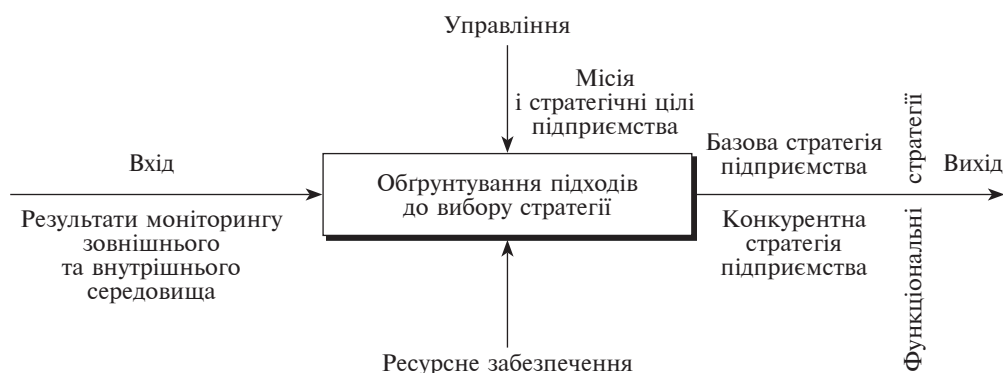 Управління
Місія
і стратегічні цілі
підприємства
Вхід
Результати моніторингу
зовнішнього
та внутрішнього
середовища
Обґрунтування підходів
до вибору стратегії
Базова стратегія
підприємства
Конкурентна
стратегія
підприємства
Функціональні стратегії
Вихід
Ресурсне забезпечення